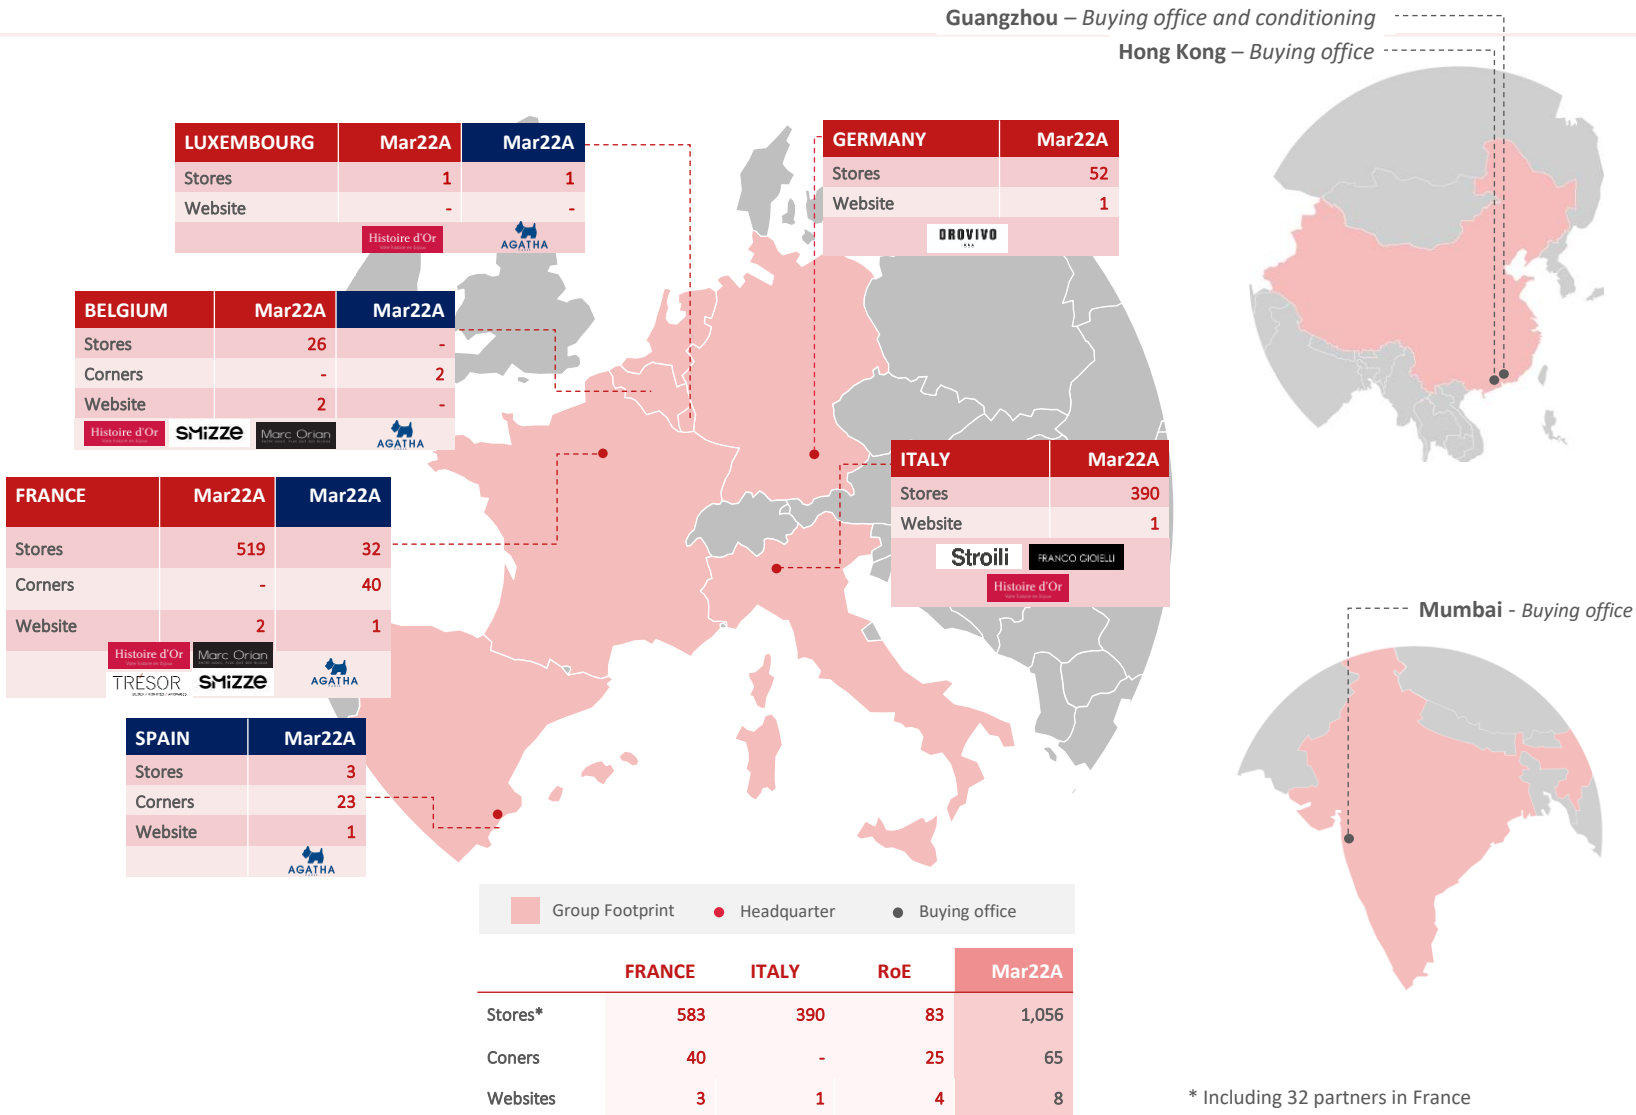 Guangzhou – Buying office and conditioning
Hong Kong – Buying office
LUXEMBOURG Mar22A Mar22A
Stores 1 1
Website - -
Histoire d'Or
AGATHA
PARIS
GERMANY Mar22A
Stores 52
Website 1
OROVIVO
BELGIUM Mar22A Mar22A
Stores 26 -
Corners - 2
Website 2 -
Histoire d'Or SMIZZE Marc Orian AGATHA
PARIS
FRANCE Mar22A Mar22A
Stores 519 32
Corners - 40
Website 2 1
Histoire d'Or Marc Orian
TRÉSOR SMIZZE AGATHA
PARIS
ITALY Mar22A
Stores 390
Website 1
Stroili FRANCO GIOIELLI
Histoire d'Or
Mumbai - Buying office
SPAIN Mar22A
Stores 3
Corners 23
Website 1
AGATHA
PARIS
Group Footprint Headquarter Buying office
FRANCE ITALY RoE Mar22A
Stores* 583 390 83 1,056
Coners 40 - 25 65
Websites 3 1 4 8
* Including 32 partners in France